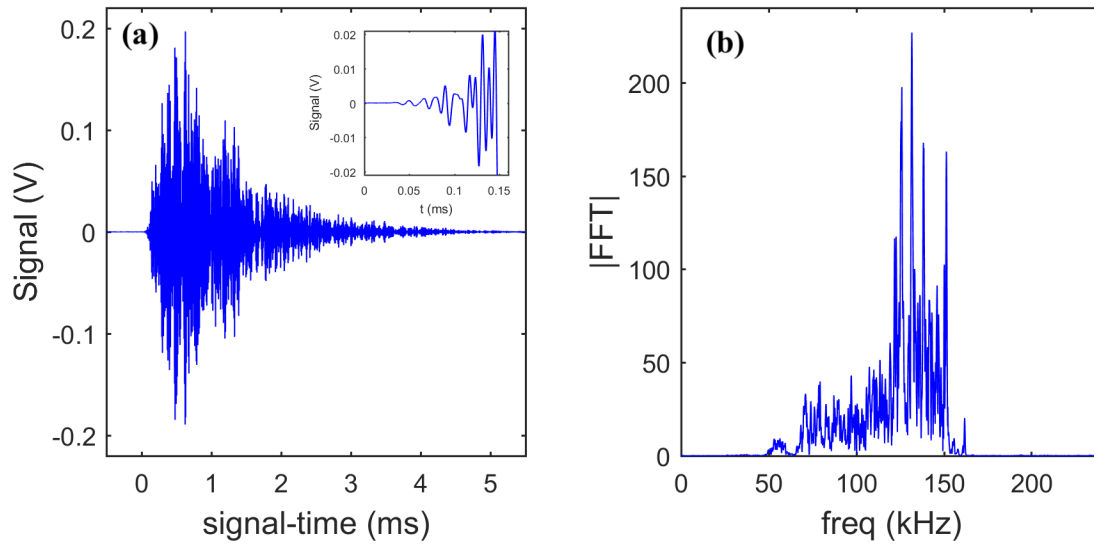 (a)
0.2
0.1
0
-0.1
-0.2
Signal (V)
0 1 2 3 4 5
signal-time (ms)
0.02
0.01
0
-0.01
-0.02
Signal (V)
0 0.05 0.1 0.15
t (ms)
(b)
200
150
100
50
0
|FFT|
0 50 100 150 200
freq (kHz)